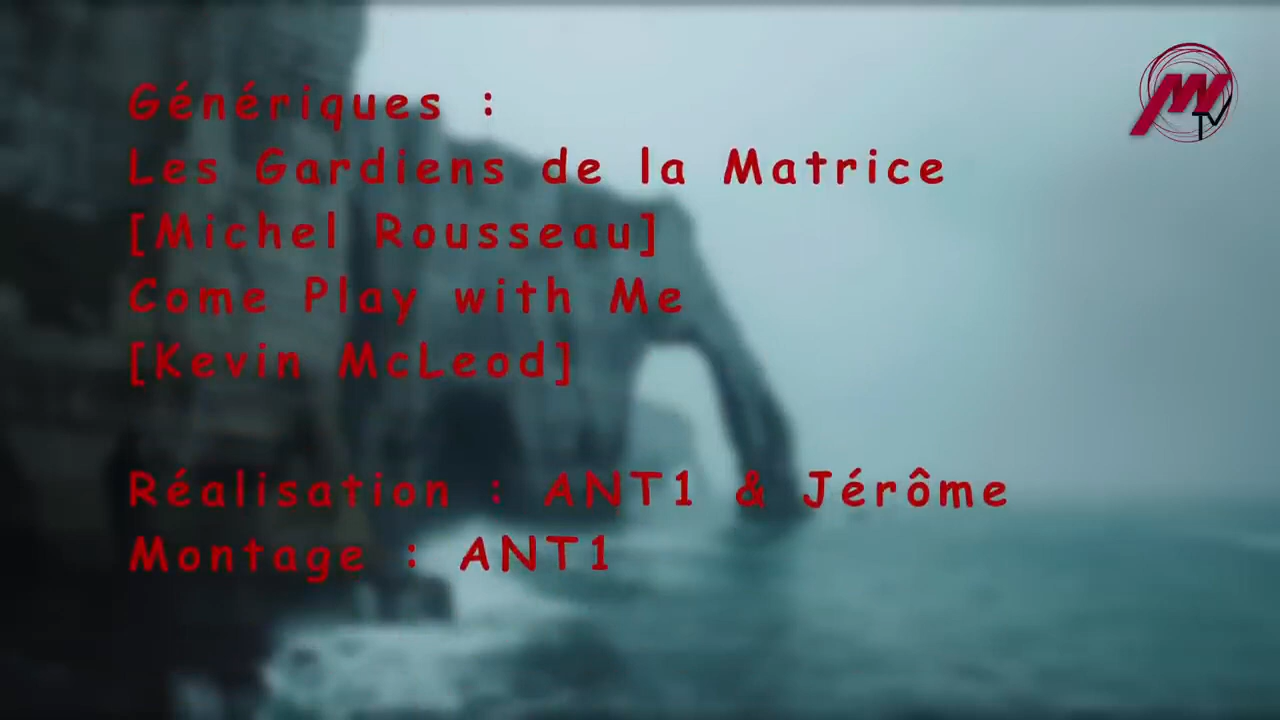 Génériques :
Les Gardiens de la Matrice
[Michel Rousseau]
Come Play with Me
[Kevin McLeod]
Réalisation : ANT1 & Jérôme
Montage : ANT1
TV